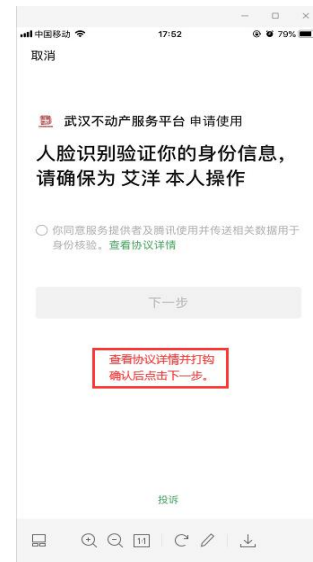 中国移动 17:52 79%
取消
武汉不动产服务平台 申请使用
人脸识别验证你的身份信息，
请确保为 艾洋 本人操作
你同意服务提供者及腾讯使用并传送相关数据用于
身份核验。查看协议详情
下一步
查看协议详情并打钩
确认后点击下一步。
投诉
1:1